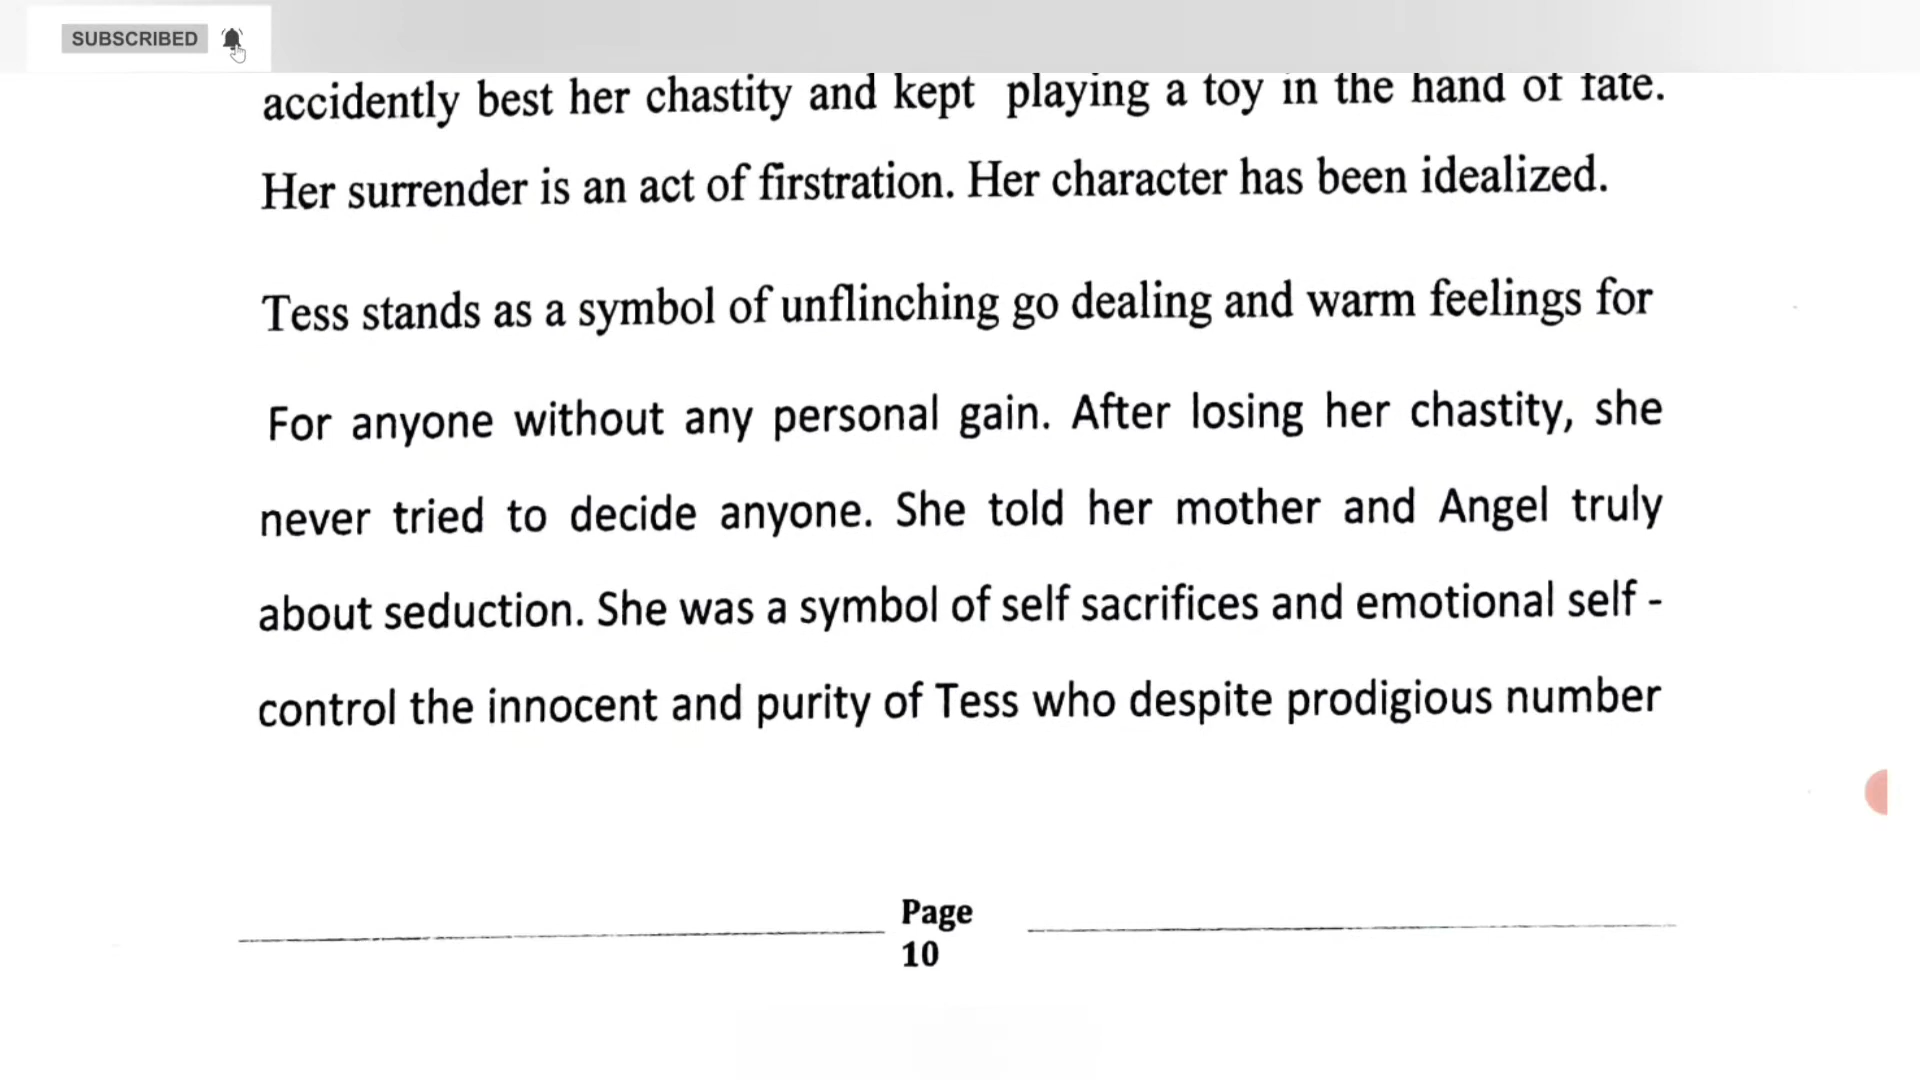 SUBSCRIBED
accidently best her chastity and kept playing a toy in the hand of fate.
Her surrender is an act of firstration. Her character has been idealized.
Tess stands as a symbol of unflinching go dealing and warm feelings for
For anyone without any personal gain. After losing her chastity, she
never tried to decide anyone. She told her mother and Angel truly
about seduction. She was a symbol of self sacrifices and emotional self -
control the innocent and purity of Tess who despite prodigious number
Page
10